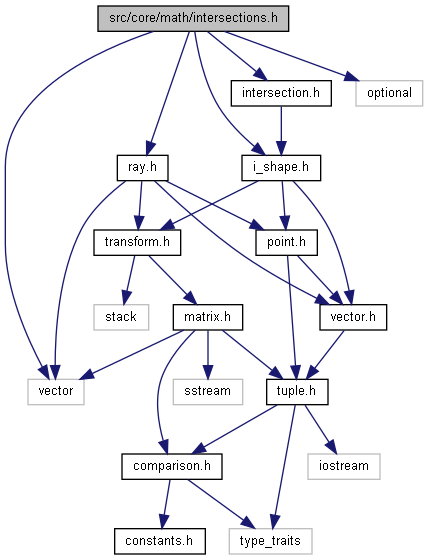 src/core/math/intersections.h
intersection.h
optional
ray.h
i_shape.h
transform.h
point.h
stack
matrix.h
vector.h
vector
sstream
tuple.h
comparison.h
iostream
constants.h
type_traits